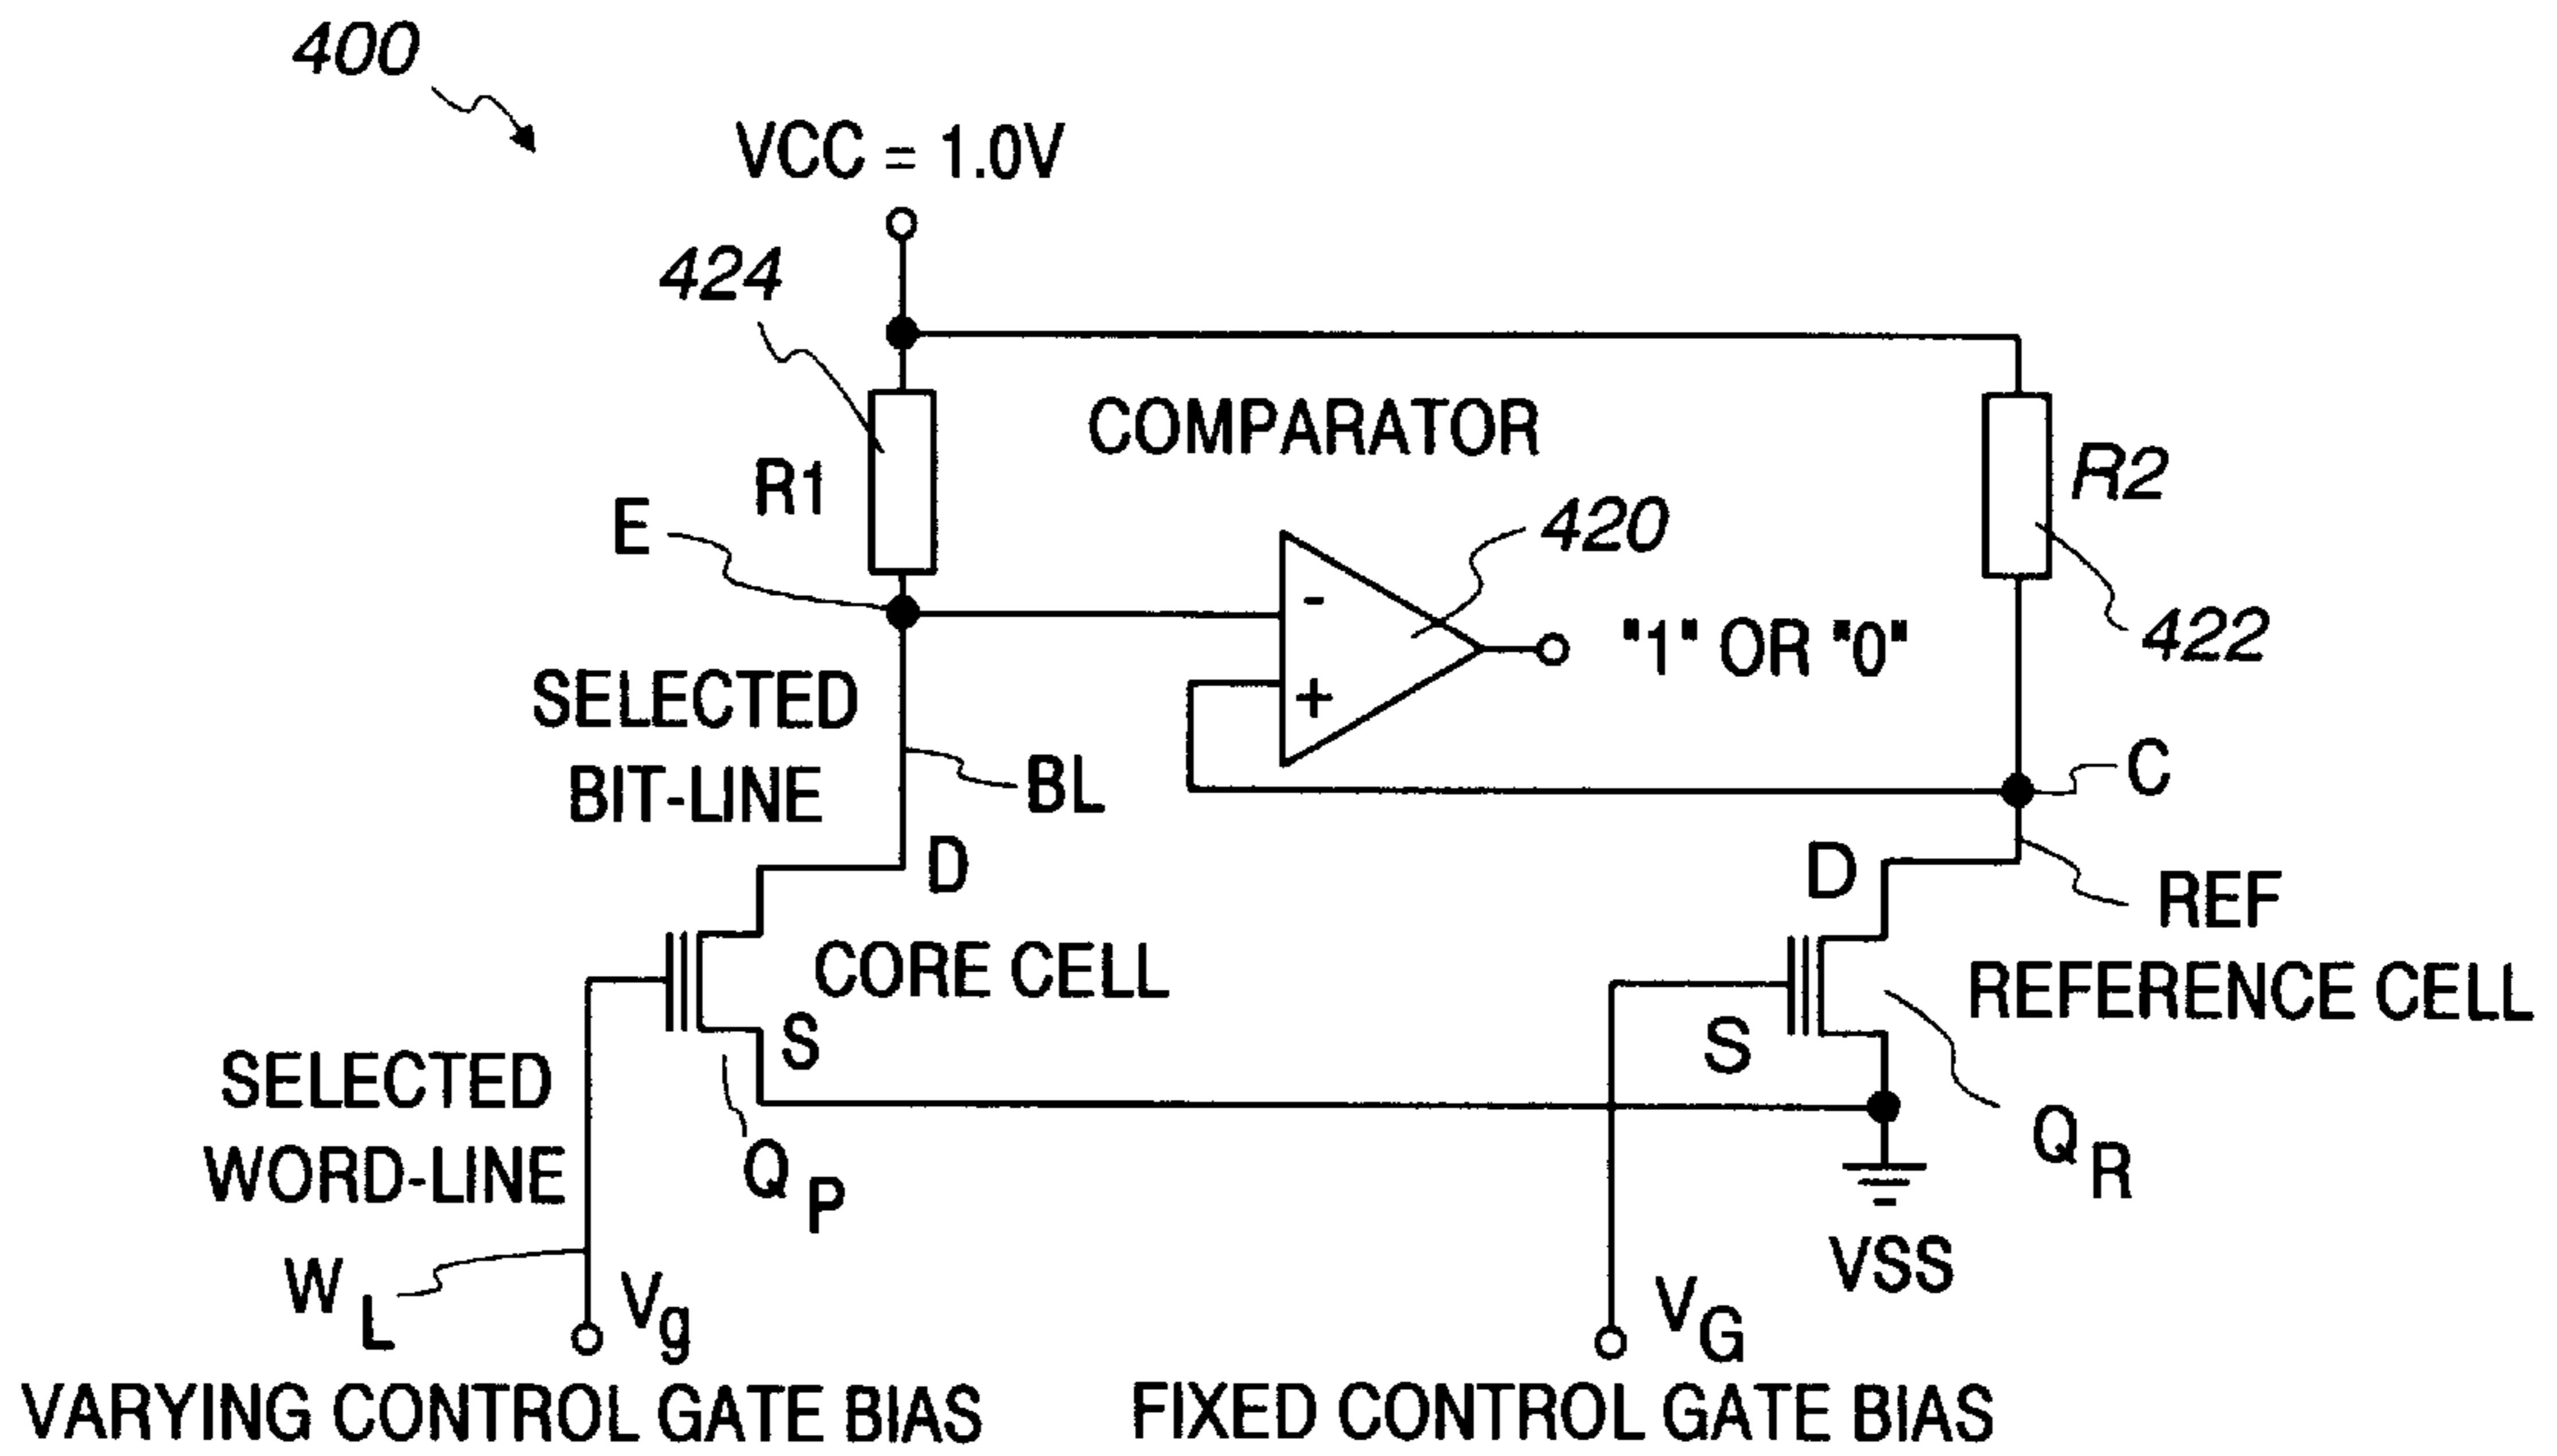 400
VCC = 1.0V
424
COMPARATOR
R1
R2
E
420
-
+
"1" OR "0"
422
SELECTED
BIT-LINE
BL
C
D
D
REF
CORE CELL
REFERENCE CELL
S
S
SELECTED
WORD-LINE
QP
QR
VSS
WL
Vg
VG
VARYING CONTROL GATE BIAS
FIXED CONTROL GATE BIAS